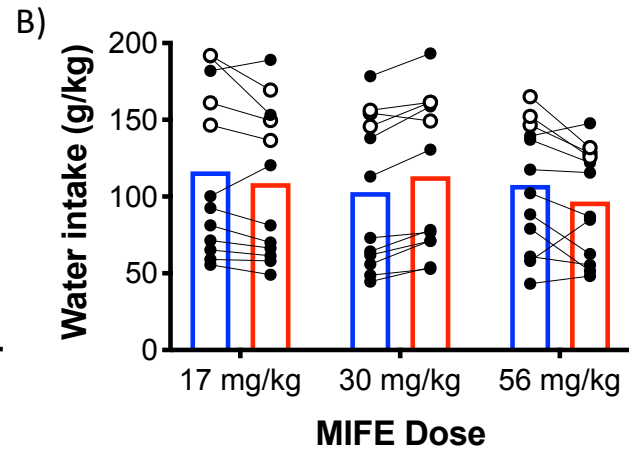 B)
Water intake (g/kg)
200
150
100
50
0
17 mg/kg 30 mg/kg 56 mg/kg
MIFE Dose